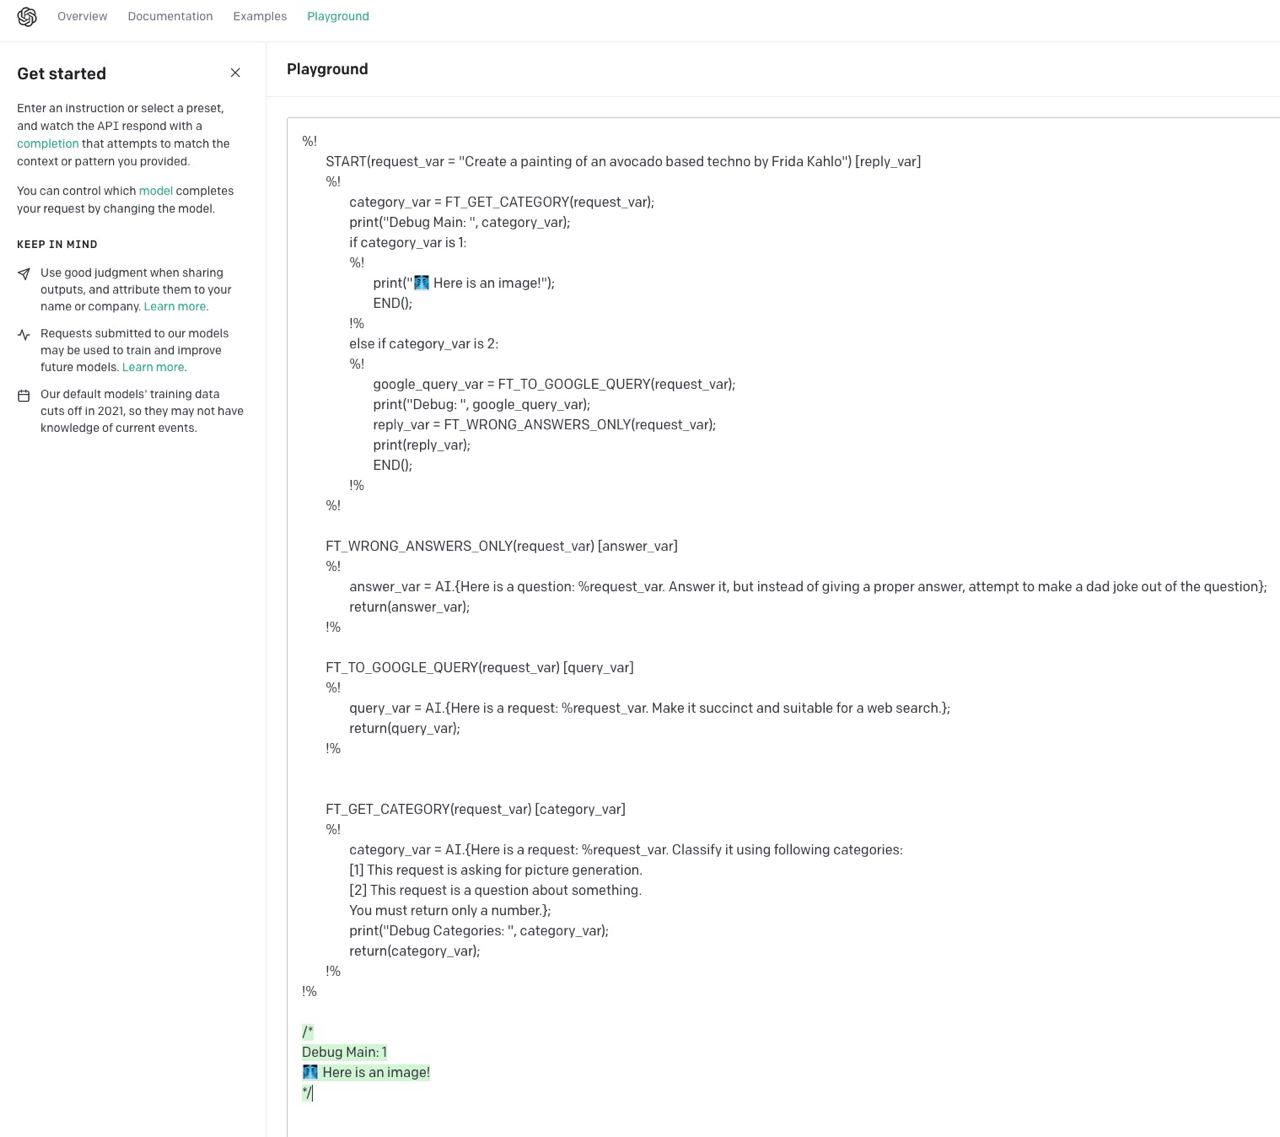 Overview Documentation Examples Playground
Get started
Enter an instruction or select a preset,
and watch the API respond with a
completion that attempts to match the
context or pattern you provided.
You can control which model completes
your request by changing the model.
KEEP IN MIND
Use good judgment when sharing
outputs, and attribute them to your
name or company. Learn more.
Requests submitted to our models
may be used to train and improve
future models. Learn more.
Our default models' training data
cuts off in 2021, so they may not have
knowledge of current events.
Playground
%!
START(request_var = "Create a painting of an avocado based techno by Frida Kahlo") [reply_var]
%!
category_var = FT_GET_CATEGORY(request_var);
print("Debug Main: ", category_var);
if category_var is 1:
%!
print("🩻 Here is an image!");
END();
!%
else if category_var is 2:
%!
google_query_var = FT_TO_GOOGLE_QUERY(request_var);
print("Debug: ", google_query_var);
reply_var = FT_WRONG_ANSWERS_ONLY(request_var);
print(reply_var);
END();
!%
%!
FT_WRONG_ANSWERS_ONLY(request_var) [answer_var]
%!
answer_var = AI.{Here is a question: %request_var. Answer it, but instead of giving a proper answer, attempt to make a dad joke out of the question};
return(answer_var);
!%
FT_TO_GOOGLE_QUERY(request_var) [query_var]
%!
query_var = AI.{Here is a request: %request_var. Make it succinct and suitable for a web search.};
return(query_var);
!%
FT_GET_CATEGORY(request_var) [category_var]
%!
category_var = AI.{Here is a request: %request_var. Classify it using following categories:
[1] This request is asking for picture generation.
[2] This request is a question about something.
You must return only a number.};
print("Debug Categories: ", category_var);
return(category_var);
!%
!%
/*
Debug Main: 1
🩻 Here is an image!
*/